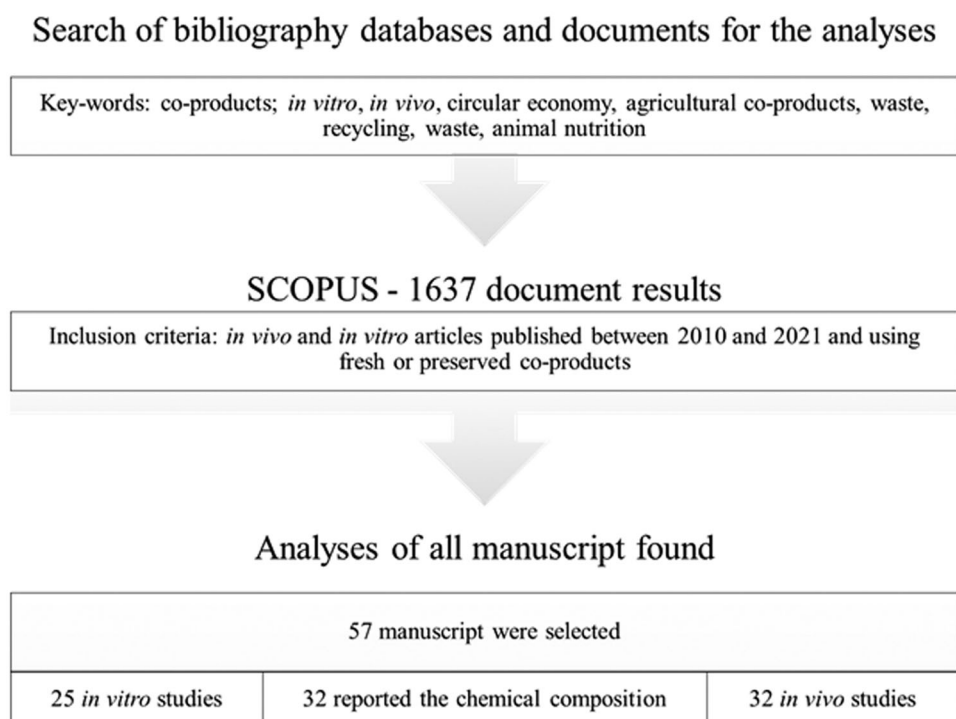 Search of bibliography databases and documents for the analyses
Key-words: co-products; in vitro, in vivo, circular economy, agricultural co-products, waste,
recycling, waste, animal nutrition
SCOPUS - 1637 document results
Inclusion criteria: in vivo and in vitro articles published between 2010 and 2021 and using
fresh or preserved co-products
Analyses of all manuscript found
57 manuscript were selected
25 in vitro studies
32 reported the chemical composition
32 in vivo studies